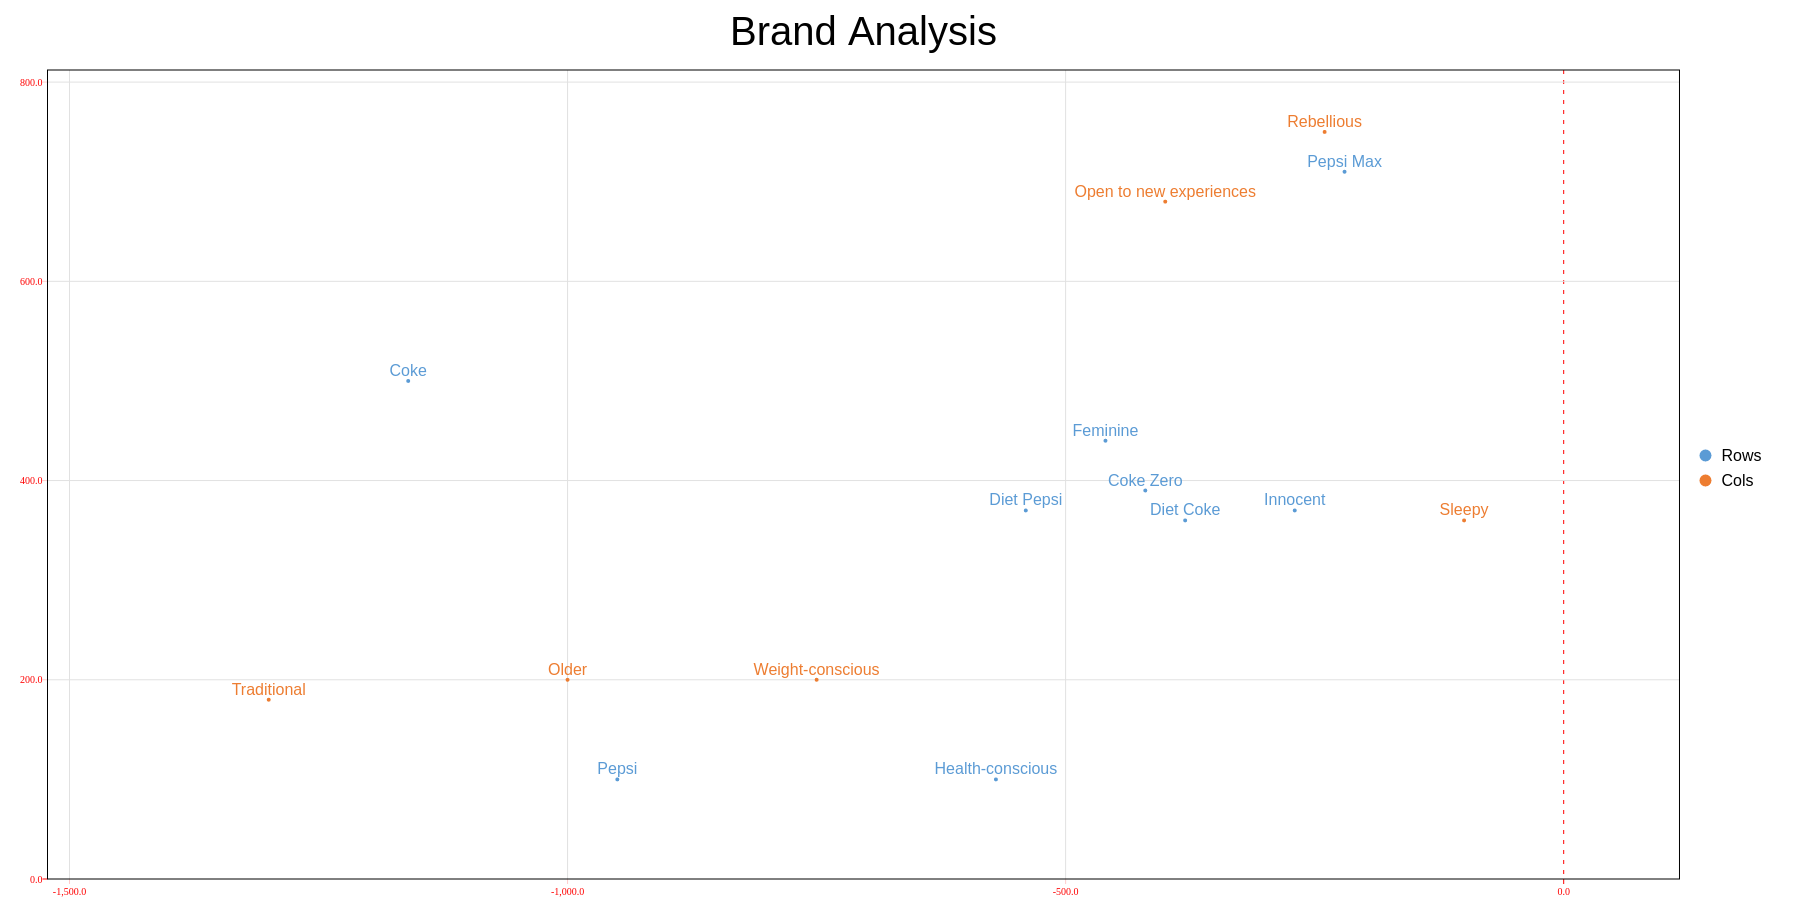 Brand Analysis
800.0
Rebellious
Pepsi Max
Open to new experiences
600.0
Coke
Feminine
Rows
400.0
Coke Zero
Cols
Diet Pepsi
Innocent
Diet Coke
Sleepy
Older
Weight-conscious
200.0
Traditional
Pepsi
Health-conscious
0.0
-1,500.0
-1,000.0
-500.0
0.0